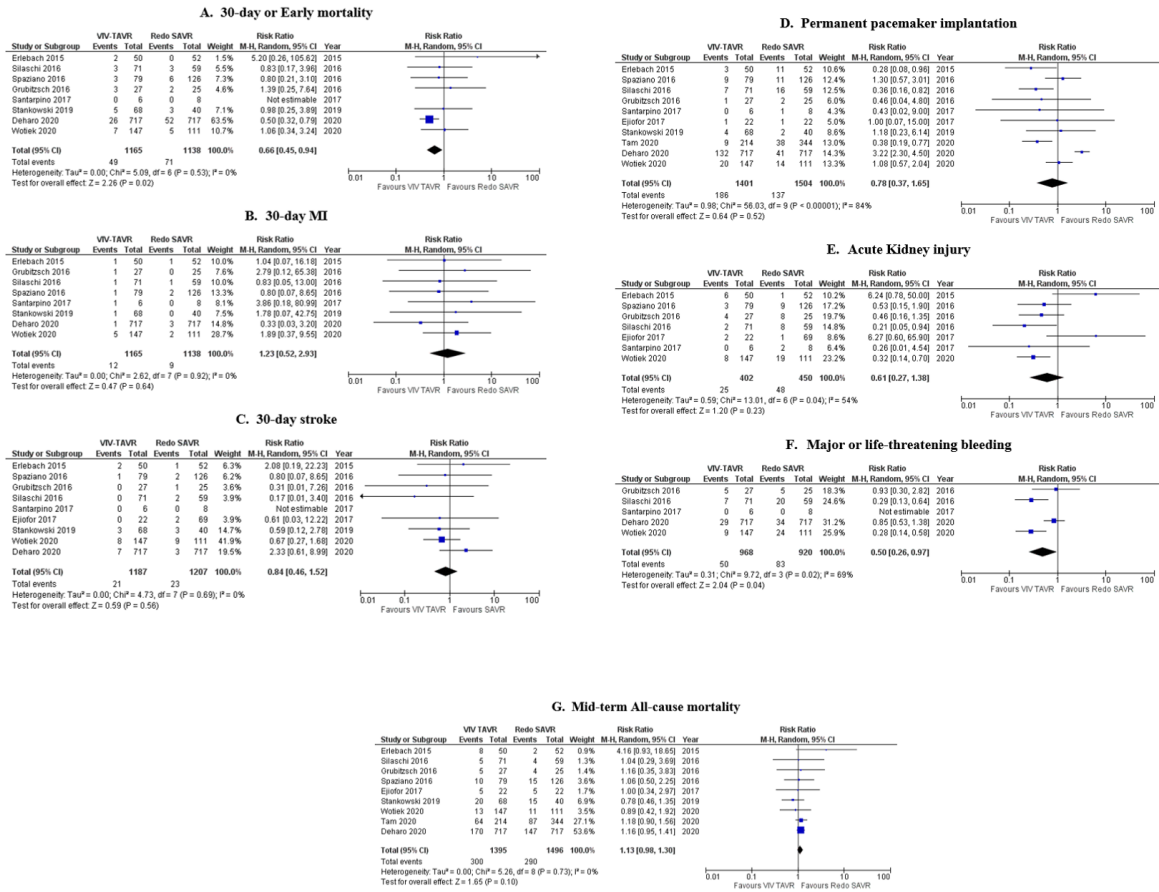 A. 30-day or Early mortality
VIV-TAVR Redo SAVR Risk Ratio Risk Ratio
Study or Subgroup Events Total Events Total Weight M-H, Random, 95% CI Year M-H, Random, 95% CI
Erlebach 2015 2 50 0 52 1.5% 5.20 [0.26, 105.62] 2015
Silaschi 2016 3 71 3 59 5.5% 0.83 [0.17, 3.96] 2016
Spaziano 2016 3 79 6 126 7.4% 0.80 [0.21, 3.10] 2016
Grubitzsch 2016 3 27 2 25 4.6% 1.39 [0.25, 7.64] 2016
Santarpino 2017 0 6 0 8 Not estimable 2017
Stankowski 2019 5 68 3 40 7.1% 0.98 [0.25, 3.89] 2019
Deharo 2020 26 717 52 717 63.5% 0.50 [0.32, 0.79] 2020
Wotiek 2020 7 147 5 111 10.5% 1.06 [0.34, 3.24] 2020
Total (95% CI) 1165 1138 100.0% 0.66 [0.45, 0.94]
Total events 49 71
Heterogeneity: Tau² = 0.00; Chi² = 5.09, df = 6 (P = 0.53); I² = 0%
Test for overall effect: Z = 2.26 (P = 0.02)
0.01 0.1 1 10 100
Favours VIV TAVR Favours Redo SAVR
B. 30-day MI
VIV-TAVR Redo SAVR Risk Ratio Risk Ratio
Study or Subgroup Events Total Events Total Weight M-H, Random, 95% CI Year M-H, Random, 95% CI
Erlebach 2015 1 50 1 52 10.0% 1.04 [0.07, 16.18] 2015
Grubitzsch 2016 1 27 0 25 7.6% 2.79 [0.12, 65.38] 2016
Silaschi 2016 1 71 1 59 10.0% 0.83 [0.05, 13.00] 2016
Spaziano 2016 1 79 2 126 13.3% 0.80 [0.07, 8.65] 2016
Santarpino 2017 1 6 0 8 8.1% 3.86 [0.18, 80.99] 2017
Stankowski 2019 1 68 0 40 7.5% 1.78 [0.07, 42.75] 2019
Deharo 2020 1 717 3 717 14.9% 0.33 [0.03, 3.20] 2020
Wotiek 2020 5 147 2 111 28.6% 1.89 [0.37, 9.55] 2020
Total (95% CI) 1165 1138 100.0% 1.23 [0.52, 2.93]
Total events 12 9
Heterogeneity: Tau² = 0.00; Chi² = 2.62, df = 7 (P = 0.92); I² = 0%
Test for overall effect: Z = 0.47 (P = 0.64)
0.01 0.1 1 10 100
Favours VIV TAVR Favours Redo SAVR
C. 30-day stroke
VIV-TAVR Redo SAVR Risk Ratio Risk Ratio
Study or Subgroup Events Total Events Total Weight M-H, Random, 95% CI Year M-H, Random, 95% CI
Erlebach 2015 2 50 1 52 6.3% 2.08 [0.19, 22.23] 2015
Spaziano 2016 1 79 2 126 6.2% 0.80 [0.07, 8.65] 2016
Grubitzsch 2016 0 27 1 25 3.6% 0.31 [0.01, 7.26] 2016
Silaschi 2016 0 71 2 59 3.9% 0.17 [0.01, 3.40] 2016
Santarpino 2017 0 6 0 8 Not estimable 2017
Ejiofor 2017 0 22 2 69 3.9% 0.61 [0.03, 12.22] 2017
Stankowski 2019 3 68 3 40 14.7% 0.59 [0.12, 2.78] 2019
Wotiek 2020 8 147 9 111 41.9% 0.67 [0.27, 1.68] 2020
Deharo 2020 7 717 3 717 19.5% 2.33 [0.61, 8.99] 2020
Total (95% CI) 1187 1207 100.0% 0.84 [0.46, 1.52]
Total events 21 23
Heterogeneity: Tau² = 0.00; Chi² = 4.73, df = 7 (P = 0.69); I² = 0%
Test for overall effect: Z = 0.59 (P = 0.56)
0.01 0.1 1 10 100
Favours VIV TAVR Favours Redo SAVR
D. Permanent pacemaker implantation
VIV-TAVR Redo SAVR Risk Ratio Risk Ratio
Study or Subgroup Events Total Events Total Weight M-H, Random, 95% CI Year M-H, Random, 95% CI
Erlebach 2015 3 50 11 52 10.6% 0.28 [0.08, 0.96] 2015
Spaziano 2016 9 79 11 126 12.9% 1.30 [0.57, 3.01] 2016
Silaschi 2016 7 71 16 59 12.8% 0.36 [0.16, 0.82] 2016
Grubitzsch 2016 1 27 2 25 6.1% 0.46 [0.04, 4.80] 2016
Santarpino 2017 0 6 1 8 4.2% 0.43 [0.02, 9.00] 2017
Ejiofor 2017 1 22 1 22 5.1% 1.00 [0.07, 15.00] 2017
Stankowski 2019 4 68 2 40 8.5% 1.18 [0.23, 6.14] 2019
Tam 2020 9 214 38 344 13.4% 0.38 [0.19, 0.77] 2020
Deharo 2020 132 717 41 717 14.2% 3.22 [2.30, 4.50] 2020
Wotiek 2020 20 147 14 111 13.3% 1.08 [0.57, 2.04] 2020
Total (95% CI) 1401 1504 100.0% 0.78 [0.37, 1.65]
Total events 186 137
Heterogeneity: Tau² = 0.98; Chi² = 56.03, df = 9 (P < 0.00001); I² = 84%
Test for overall effect: Z = 0.64 (P = 0.52)
0.01 0.1 1 10 100
Favours VIV TAVR Favours Redo SAVR
E. Acute Kidney injury
VIV-TAVR Redo SAVR Risk Ratio Risk Ratio
Study or Subgroup Events Total Events Total Weight M-H, Random, 95% CI Year M-H, Random, 95% CI
Erlebach 2015 6 50 1 52 10.2% 6.24 [0.78, 50.00] 2015
Spaziano 2016 3 79 9 126 17.2% 0.53 [0.15, 1.90] 2016
Grubitzsch 2016 4 27 8 25 19.5% 0.46 [0.16, 1.35] 2016
Silaschi 2016 2 71 8 59 14.7% 0.21 [0.05, 0.94] 2016
Ejiofor 2017 2 22 1 69 8.7% 6.27 [0.60, 65.90] 2017
Santarpino 2017 0 6 2 8 6.4% 0.26 [0.01, 4.54] 2017
Wotiek 2020 8 147 19 111 23.2% 0.32 [0.14, 0.70] 2020
Total (95% CI) 402 450 100.0% 0.61 [0.27, 1.38]
Total events 25 48
Heterogeneity: Tau² = 0.59; Chi² = 13.01, df = 6 (P = 0.04); I² = 54%
Test for overall effect: Z = 1.20 (P = 0.23)
0.01 0.1 1 10 100
Favours VIV TAVR Favours Redo SAVR
F. Major or life-threatening bleeding
VIV-TAVR Redo SAVR Risk Ratio Risk Ratio
Study or Subgroup Events Total Events Total Weight M-H, Random, 95% CI Year M-H, Random, 95% CI
Grubitzsch 2016 5 27 5 25 18.3% 0.93 [0.30, 2.82] 2016
Silaschi 2016 7 71 20 59 24.6% 0.29 [0.13, 0.64] 2016
Santarpino 2017 0 6 0 8 Not estimable 2017
Deharo 2020 29 717 34 717 31.2% 0.85 [0.53, 1.38] 2020
Wotiek 2020 9 147 24 111 25.9% 0.28 [0.14, 0.58] 2020
Total (95% CI) 968 920 100.0% 0.50 [0.26, 0.97]
Total events 50 83
Heterogeneity: Tau² = 0.31; Chi² = 9.72, df = 3 (P = 0.02); I² = 69%
Test for overall effect: Z = 2.04 (P = 0.04)
0.01 0.1 1 10 100
Favours VIV TAVR Favours Redo SAVR
G. Mid-term All-cause mortality
VIV TAVR Redo SAVR Risk Ratio Risk Ratio
Study or Subgroup Events Total Events Total Weight M-H, Random, 95% CI Year M-H, Random, 95% CI
Erlebach 2015 8 50 2 52 0.9% 4.16 [0.93, 18.65] 2015
Silaschi 2016 5 71 4 59 1.3% 1.04 [0.29, 3.69] 2016
Grubitzsch 2016 5 27 4 25 1.4% 1.16 [0.35, 3.83] 2016
Spaziano 2016 10 79 15 126 3.6% 1.06 [0.50, 2.25] 2016
Ejiofor 2017 5 22 5 22 1.7% 1.00 [0.34, 2.97] 2017
Stankowski 2019 20 68 15 40 7.0% 0.78 [0.46, 1.35] 2019
Wotiek 2020 13 147 11 111 3.5% 0.89 [0.42, 1.92] 2020
Tam 2020 64 214 87 344 27.1% 1.18 [0.90, 1.56] 2020
Deharo 2020 170 717 147 717 53.6% 1.16 [0.95, 1.41] 2020
Total (95% CI) 1395 1496 100.0% 1.13 [0.98, 1.30]
Total events 300 290
Heterogeneity: Tau² = 0.00; Chi² = 5.26, df = 8 (P = 0.73); I² = 0%
Test for overall effect: Z = 1.65 (P = 0.10)
0.01 0.1 1 10 100
Favours VIV TAVR Favours Redo SAVR